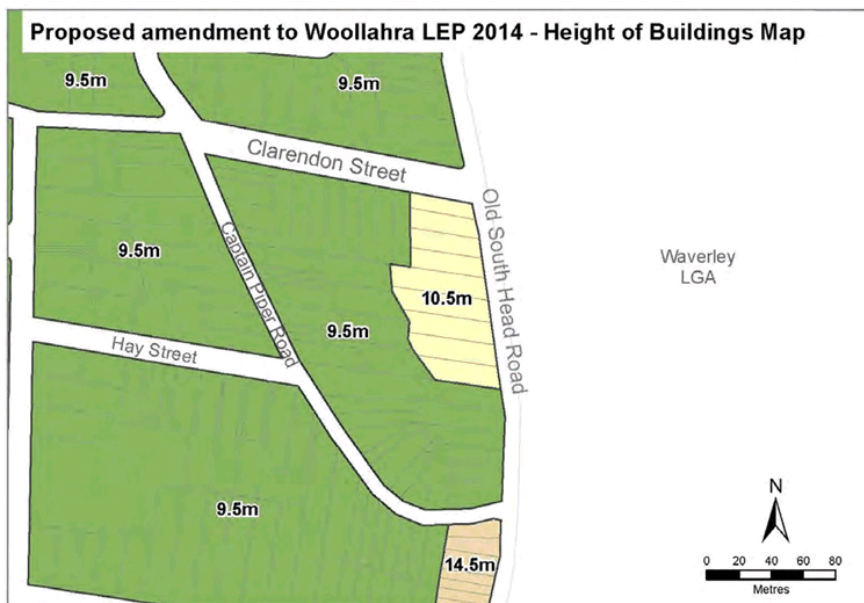 Proposed amendment to Woollahra LEP 2014 - Height of Buildings Map
9.5m
9.5m
Clarendon Street
Old South Head Road
Captain Piper Road
9.5m
Waverley
LGA
10.5m
9.5m
Hay Street
9.5m
N
14.5m
0 20 40 60 80
Metres